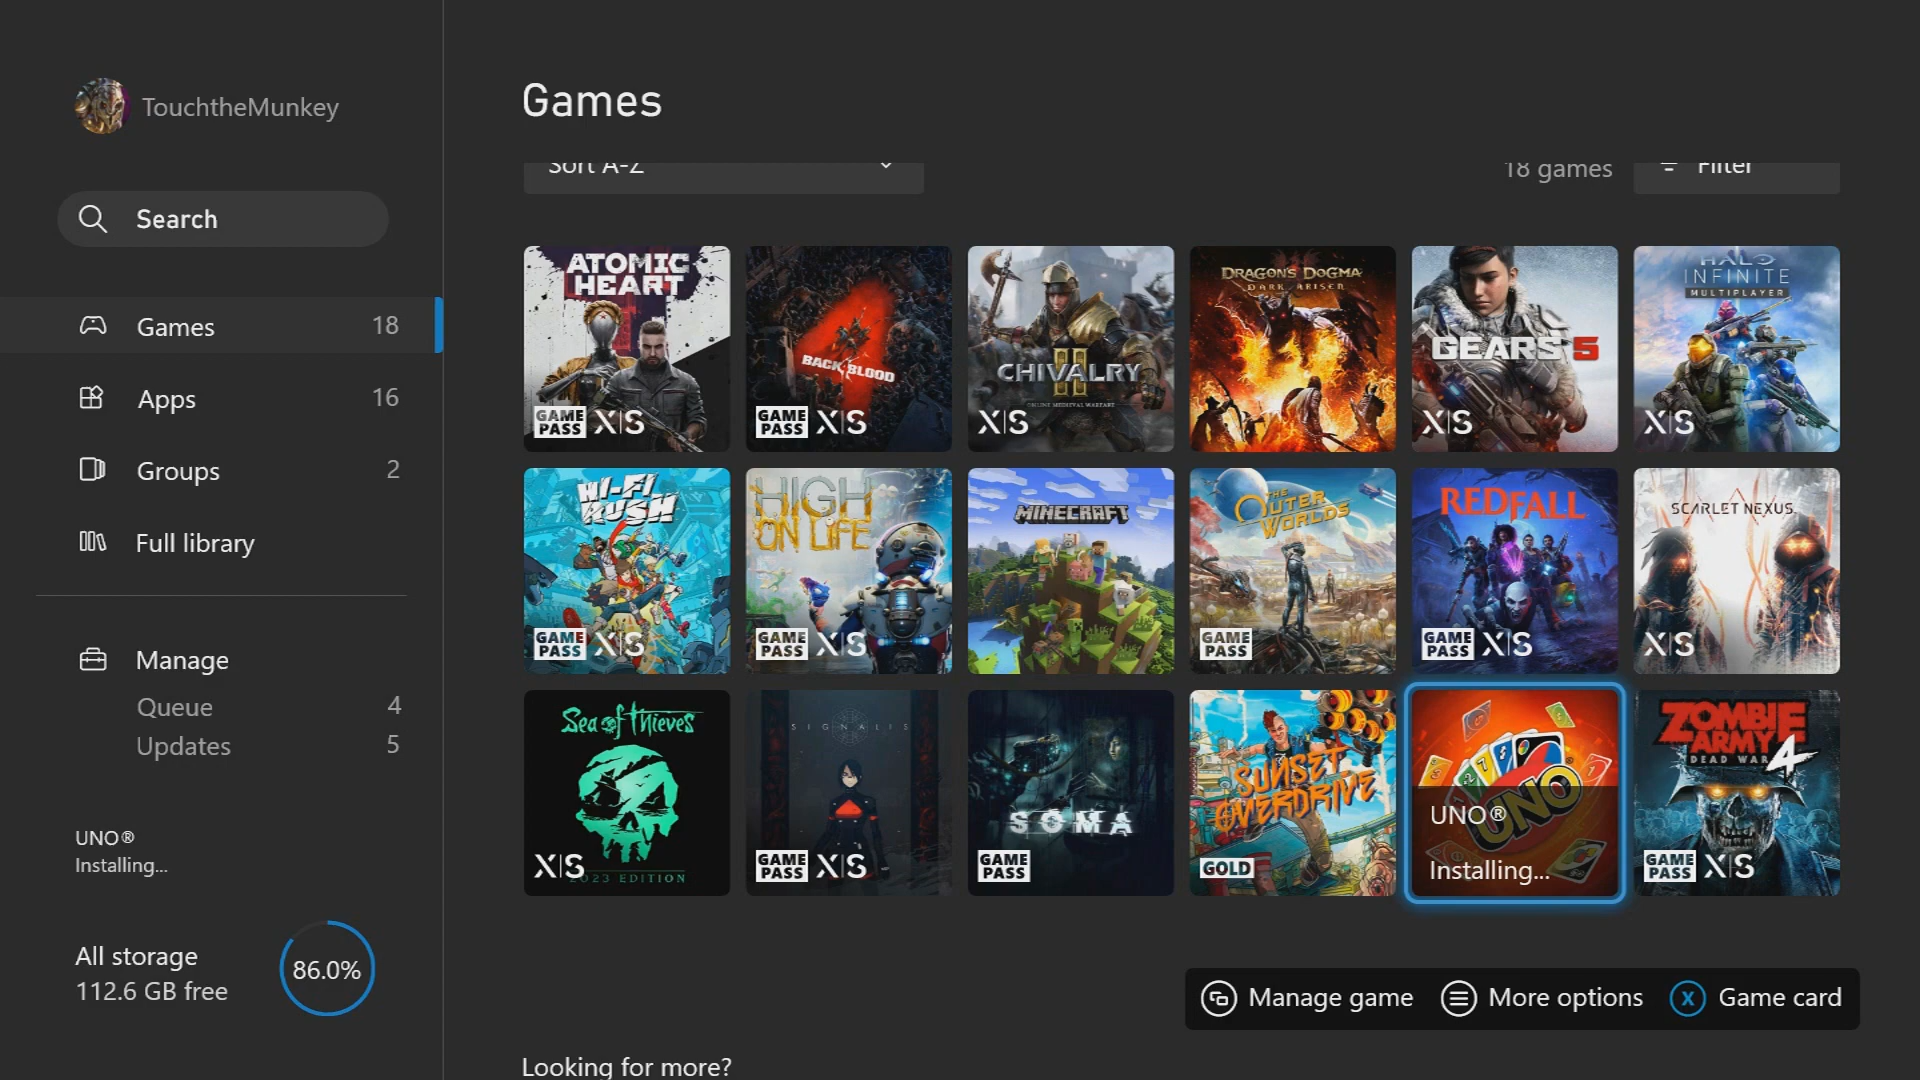 TouchtheMunkey
Search
Games 18
Apps 16
Groups 2
Full library
Manage
Queue 4
Updates 5
UNO®
Installing...
All storage
112.6 GB free
86.0%
Games
Sort A-Z
18 games
Filter
ATOMIC
HEART
GAME
PASS
X|S
4
BACK BLOOD
GAME
PASS
X|S
CHIVALRY
II
ONLINE MEDIEVAL WARFARE
X|S
DRAGON'S DOGMA
DARK ARISEN
GEARS 5
X|S
HALO
INFINITE
MULTIPLAYER
X|S
HI-FI
RUSH
GAME
PASS
X|S
HIGH
ON LIFE
GAME
PASS
X|S
MINECRAFT
THE
OUTER
WORLDS
GAME
PASS
REDFALL
GAME
PASS
X|S
SCARLET NEXUS
X|S
Sea of Thieves
X|S
2023 EDITION
SIGNALIS
GAME
PASS
X|S
SOMA
GAME
PASS
SUNSET
OVERDRIVE
GOLD
UNO
UNO®
Installing...
ZOMBIE
ARMY 4
DEAD WAR
GAME
PASS
X|S
Manage game
More options
X Game card
Looking for more?